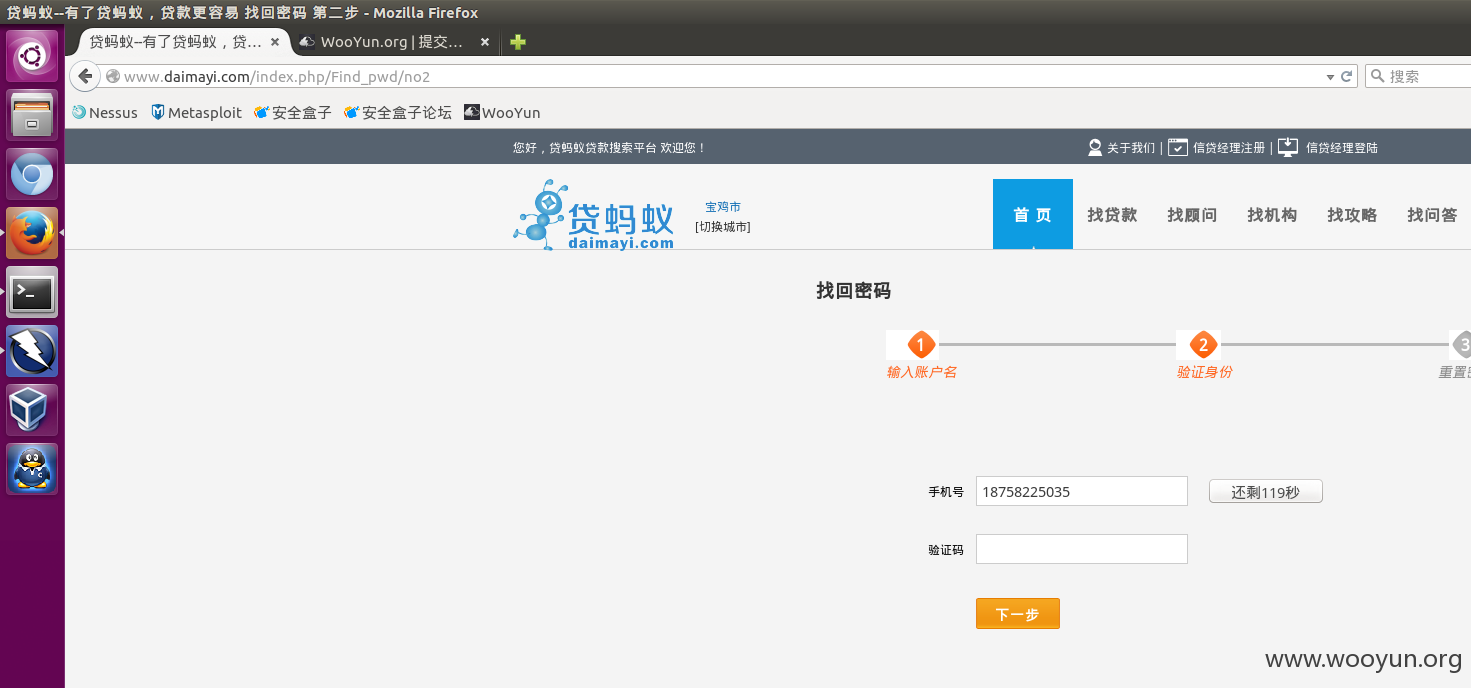 贷蚂蚁--有了贷蚂蚁，贷款更容易 找回密码 第二步 - Mozilla Firefox
贷蚂蚁--有了贷蚂蚁，贷... × WooYun.org | 提交... ×
www.daimayi.com/index.php/Find_pwd/no2 搜索
Nessus Metasploit 安全盒子 安全盒子论坛 WooYun
您好，贷蚂蚁贷款搜索平台 欢迎您！ 关于我们 | 信贷经理注册 | 信贷经理登陆
贷蚂蚁
daimayi.com
宝鸡市
[切换城市]
首 页 找贷款 找顾问 找机构 找攻略 找问答
找回密码
1 2 3
输入账户名 验证身份 重置
手机号 18758225035 还剩119秒
验证码
下一步
www.wooyun.org